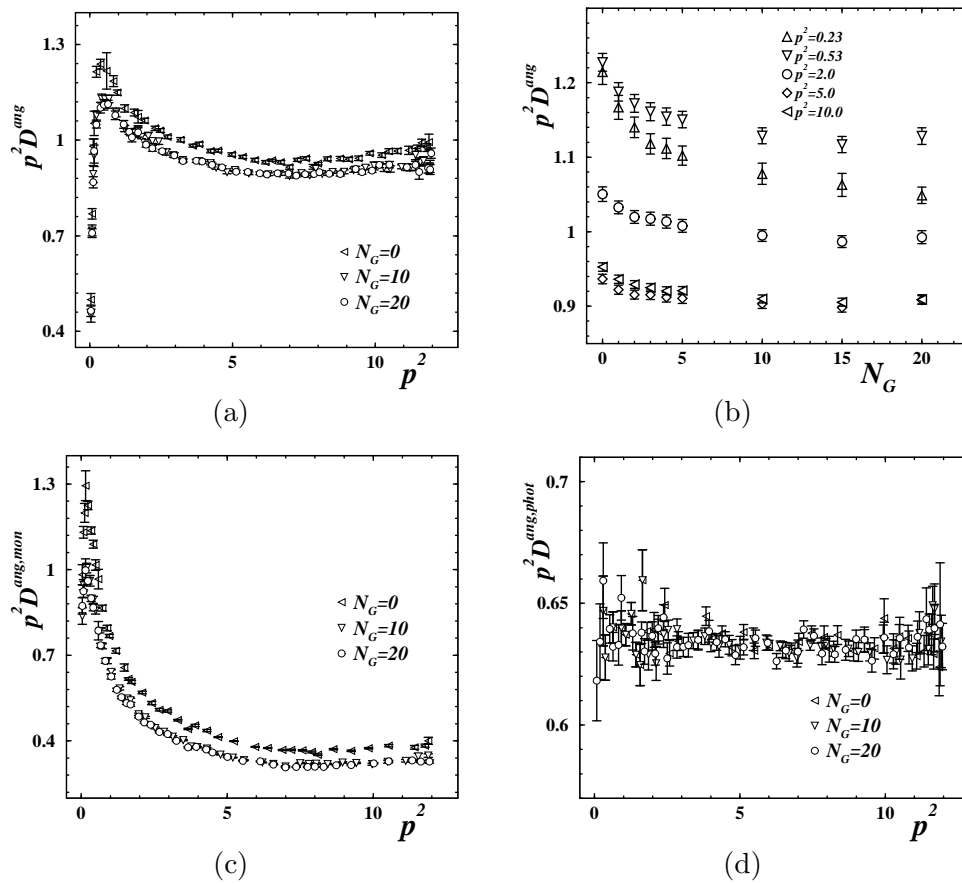 p²D^ang
1.3
1
0.7
0.4
N_G=0
N_G=10
N_G=20
0 5 10
p²
(a)
p²D^ang
1.2
1.1
1
0.9
p²=0.23
p²=0.53
p²=2.0
p²=5.0
p²=10.0
0 5 10 15 20
N_G
(b)
p²D^ang,mon
1.3
1
0.7
0.4
N_G=0
N_G=10
N_G=20
0 5 10
p²
(c)
p²D^ang,phot
0.7
0.65
0.6
N_G=0
N_G=10
N_G=20
0 5 10
p²
(d)